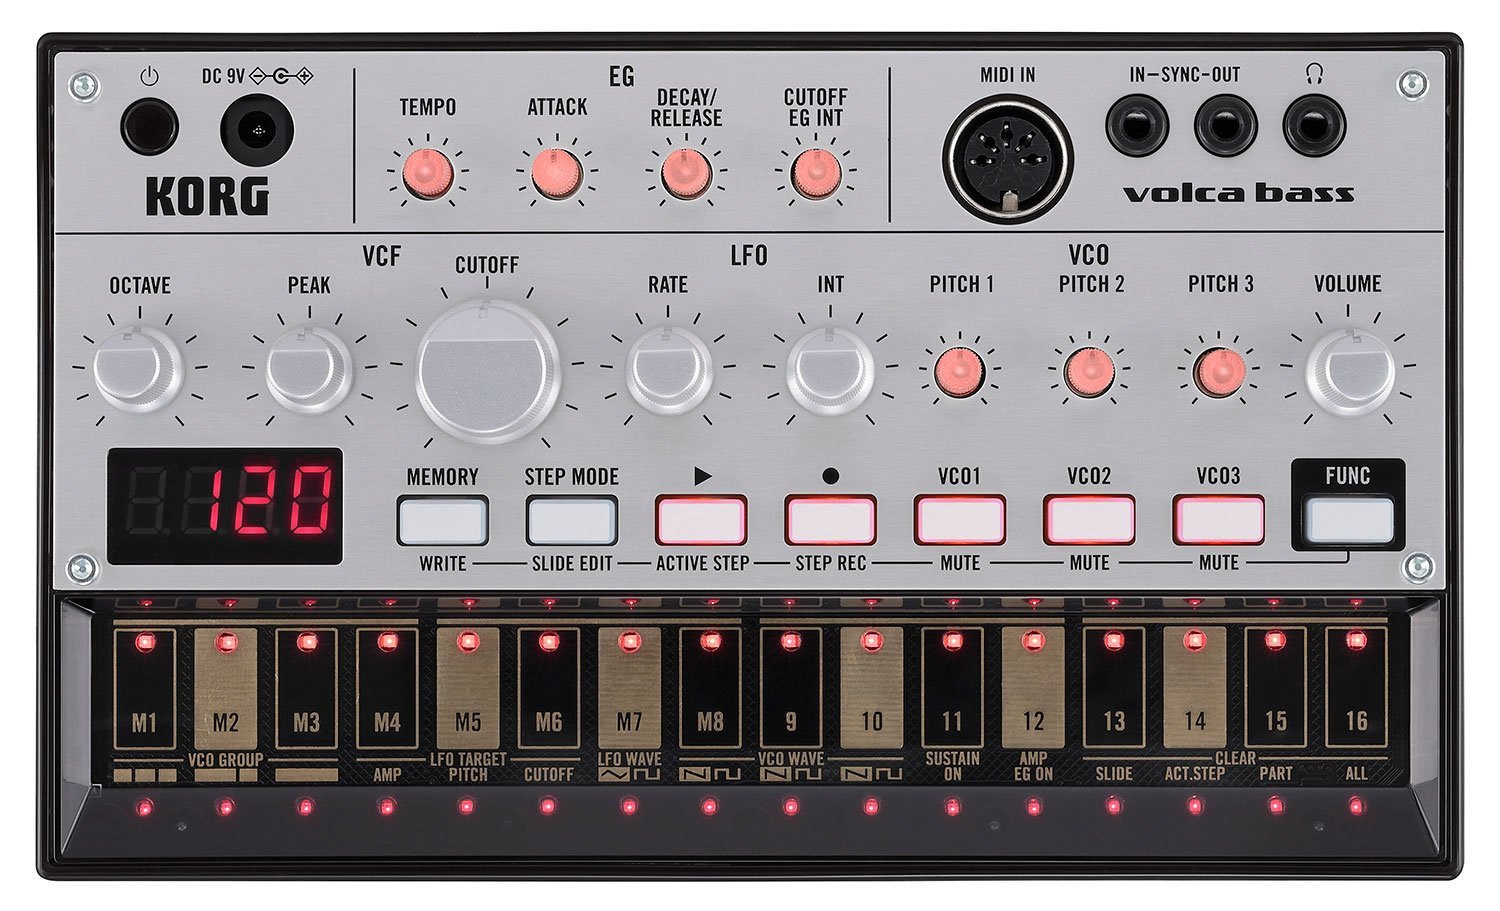 DC 9V
KORG
EG
TEMPO
ATTACK
DECAY/
RELEASE
CUTOFF
EG INT
MIDI IN
IN-SYNC-OUT
volca bass
VCF
LFO
VCO
OCTAVE
PEAK
CUTOFF
RATE
INT
PITCH 1
PITCH 2
PITCH 3
VOLUME
120
MEMORY
STEP MODE
VCO1
VCO2
VCO3
FUNC
WRITE
SLIDE EDIT
ACTIVE STEP
STEP REC
MUTE
MUTE
MUTE
M1
M2
M3
M4
M5
M6
M7
M8
9
10
11
12
13
14
15
16
VCO GROUP
AMP
LFO TARGET
PITCH
CUTOFF
LFO WAVE
VCO WAVE
SUSTAIN
ON
AMP
EG ON
CLEAR
SLIDE
ACT.STEP
PART
ALL